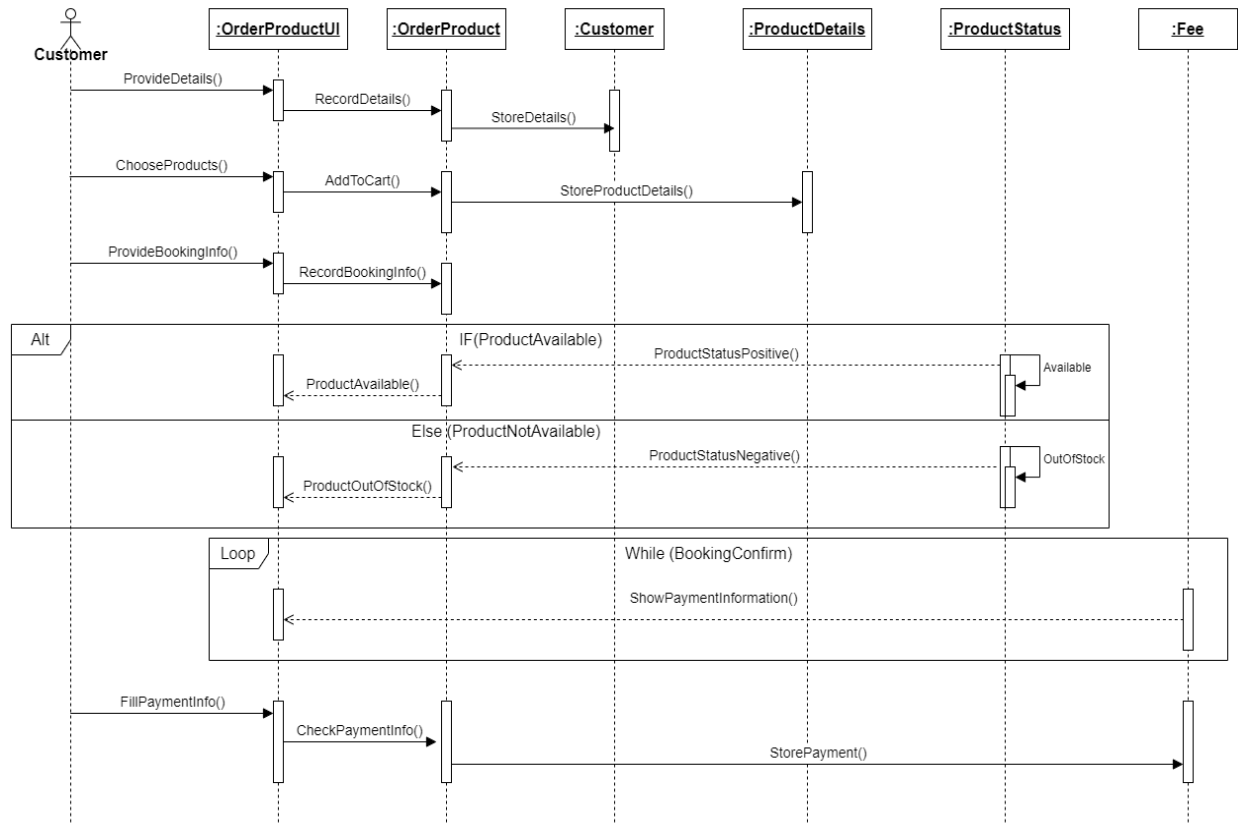 :OrderProductUI
:OrderProduct
:Customer
:ProductDetails
:ProductStatus
:Fee
Customer
ProvideDetails()
RecordDetails()
StoreDetails()
ChooseProducts()
AddToCart()
StoreProductDetails()
ProvideBookingInfo()
RecordBookingInfo()
Alt
IF(ProductAvailable)
ProductStatusPositive()
Available
ProductAvailable()
Else (ProductNotAvailable)
ProductStatusNegative()
OutOfStock
ProductOutOfStock()
Loop
While (BookingConfirm)
ShowPaymentInformation()
FillPaymentInfo()
CheckPaymentInfo()
StorePayment()